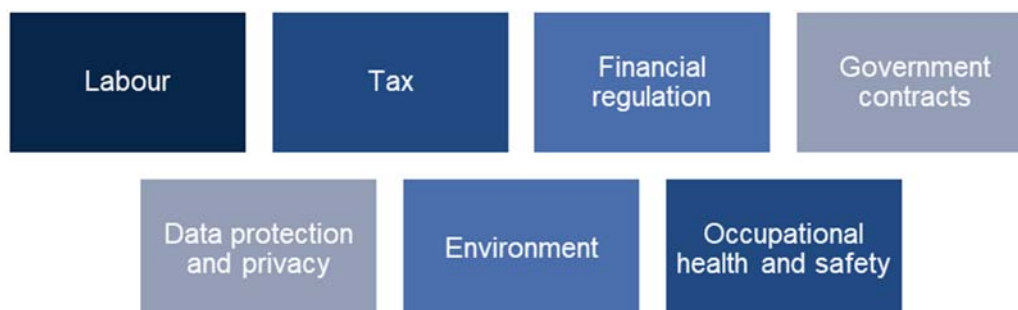 Labour
Tax
Financial
regulation
Government
contracts
Data protection
and privacy
Environment
Occupational
health and safety